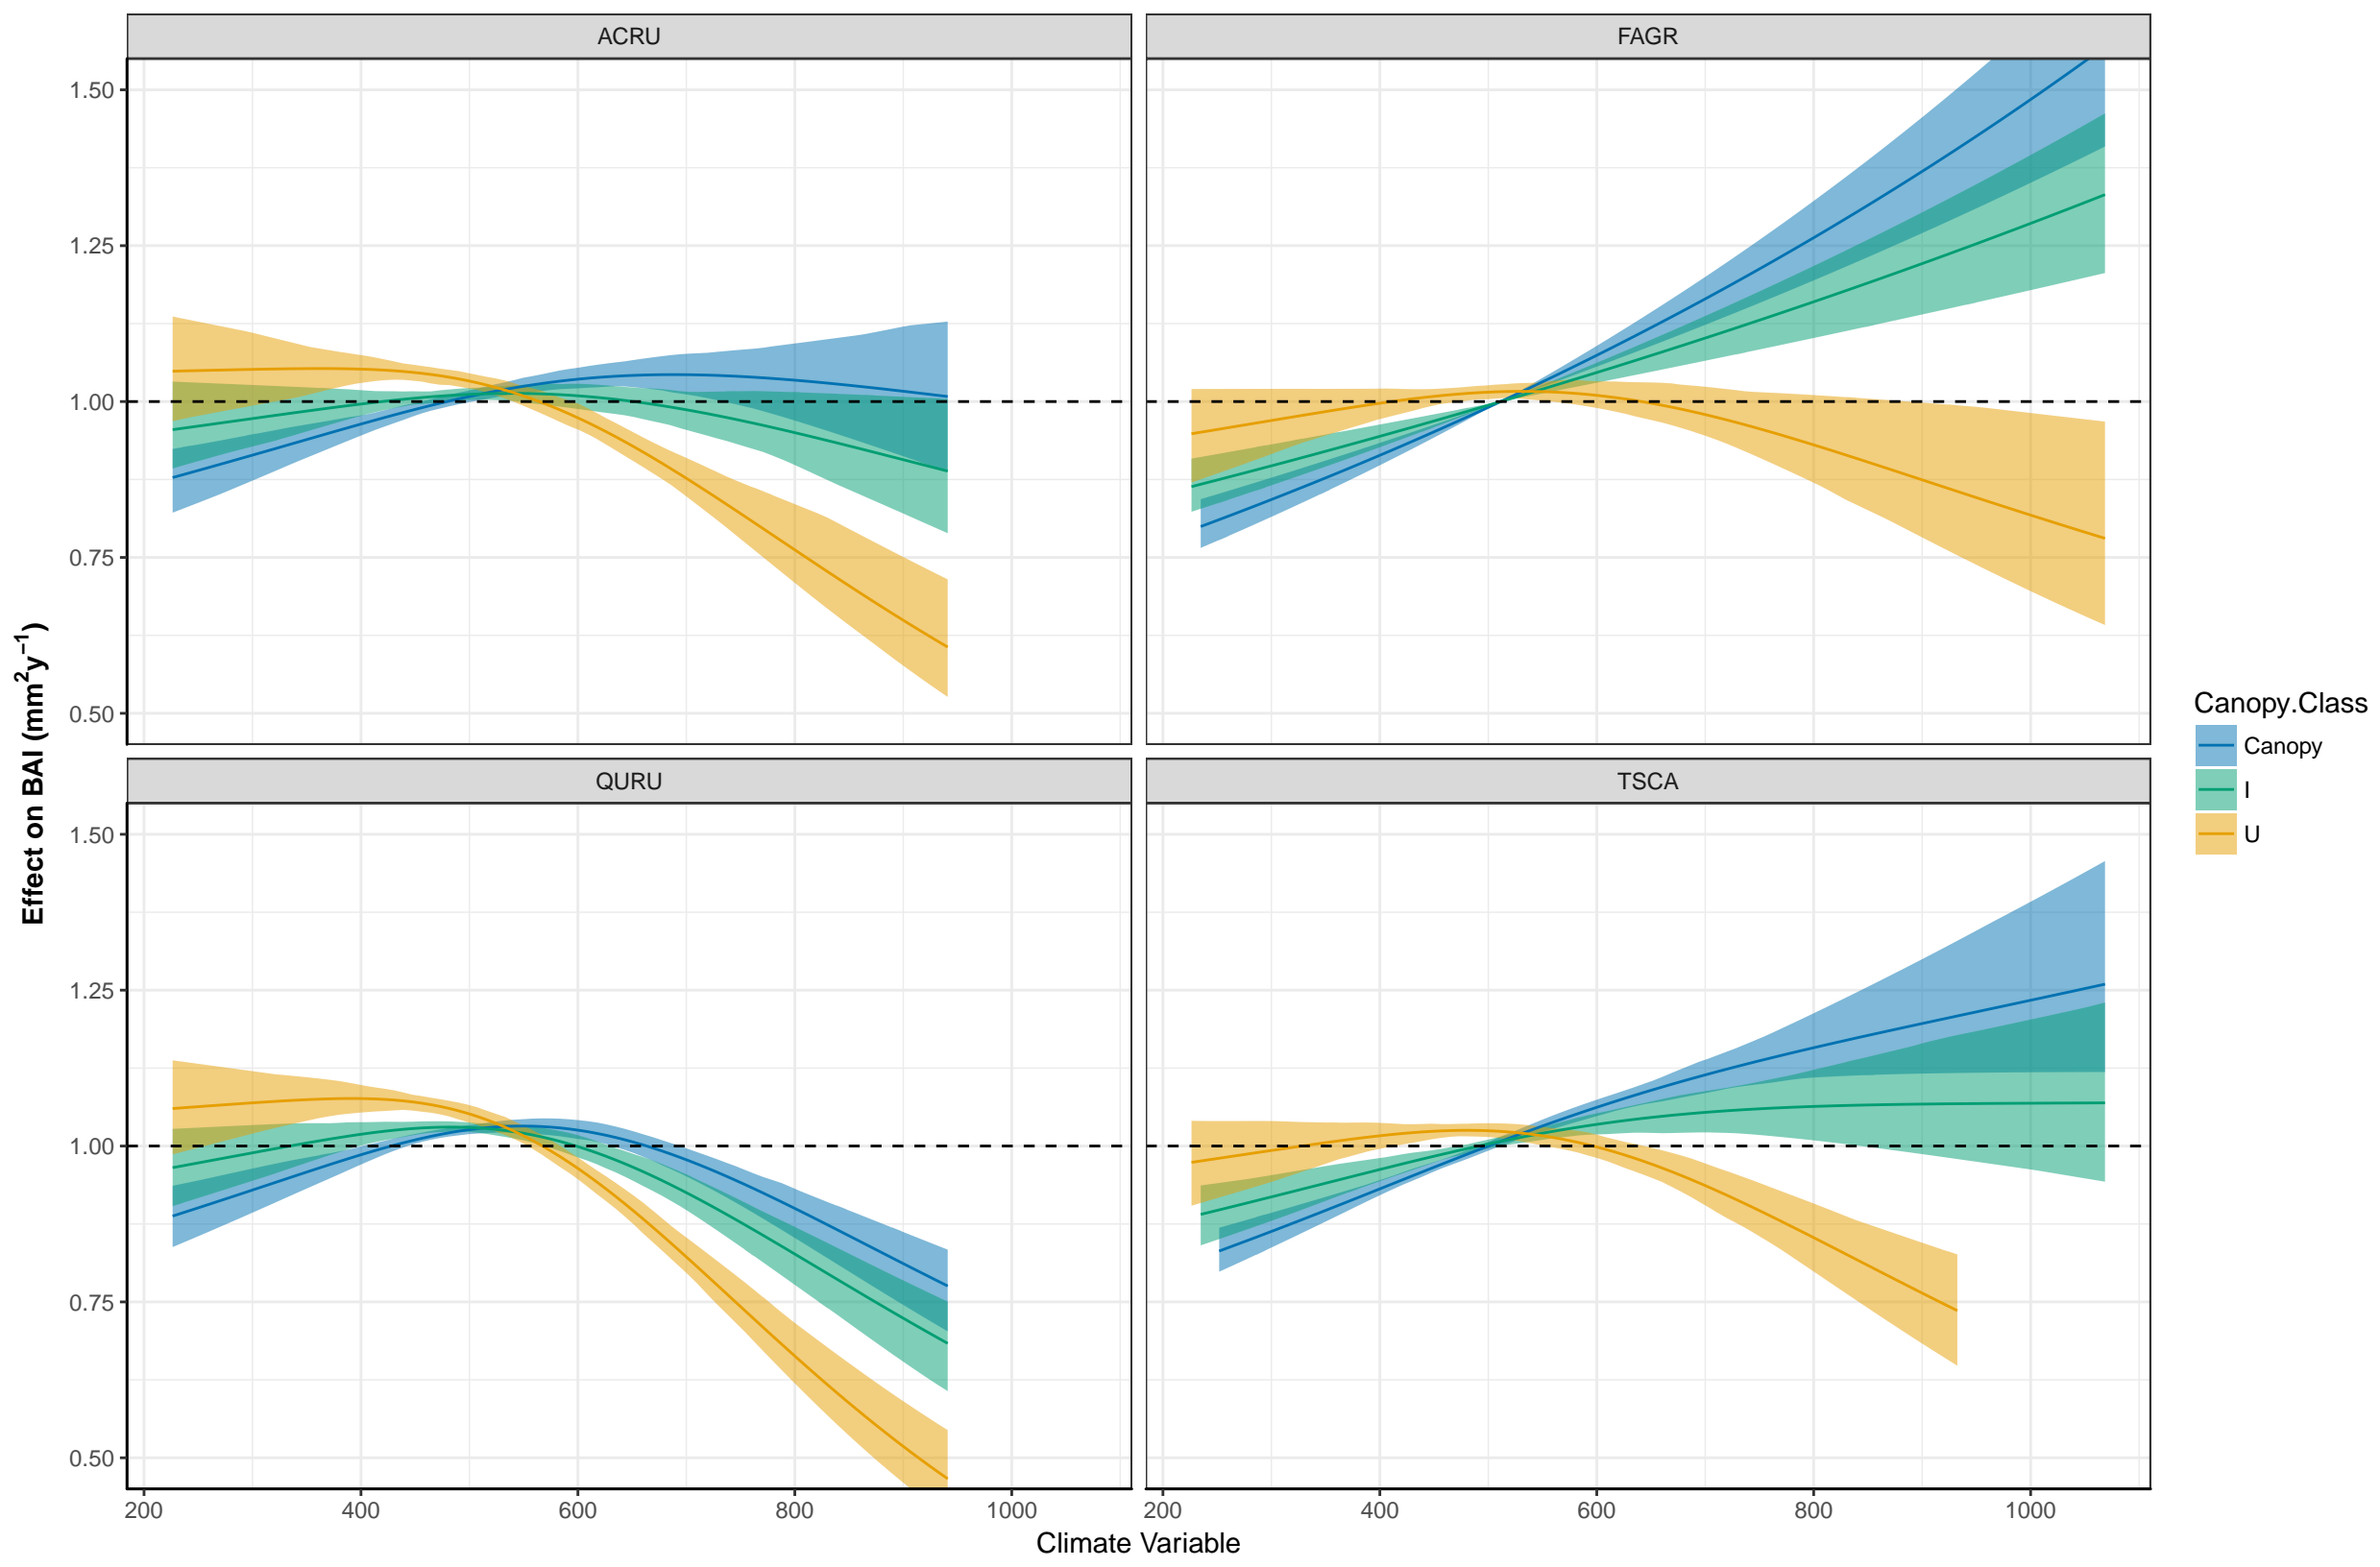 ACRU
FAGR
1.50
1.25
1.00
0.75
0.50
QURU
TSCA
1.50
1.25
1.00
0.75
0.50
200 400 600 800 1000
200 400 600 800 1000
Climate Variable
Effect on BAI (mm²y⁻¹)
Canopy.Class
Canopy
I
U